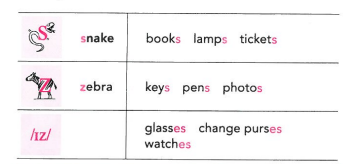 snake books lamps tickets
zebra keys pens photos
/ɪz/ glasses change purses
watches